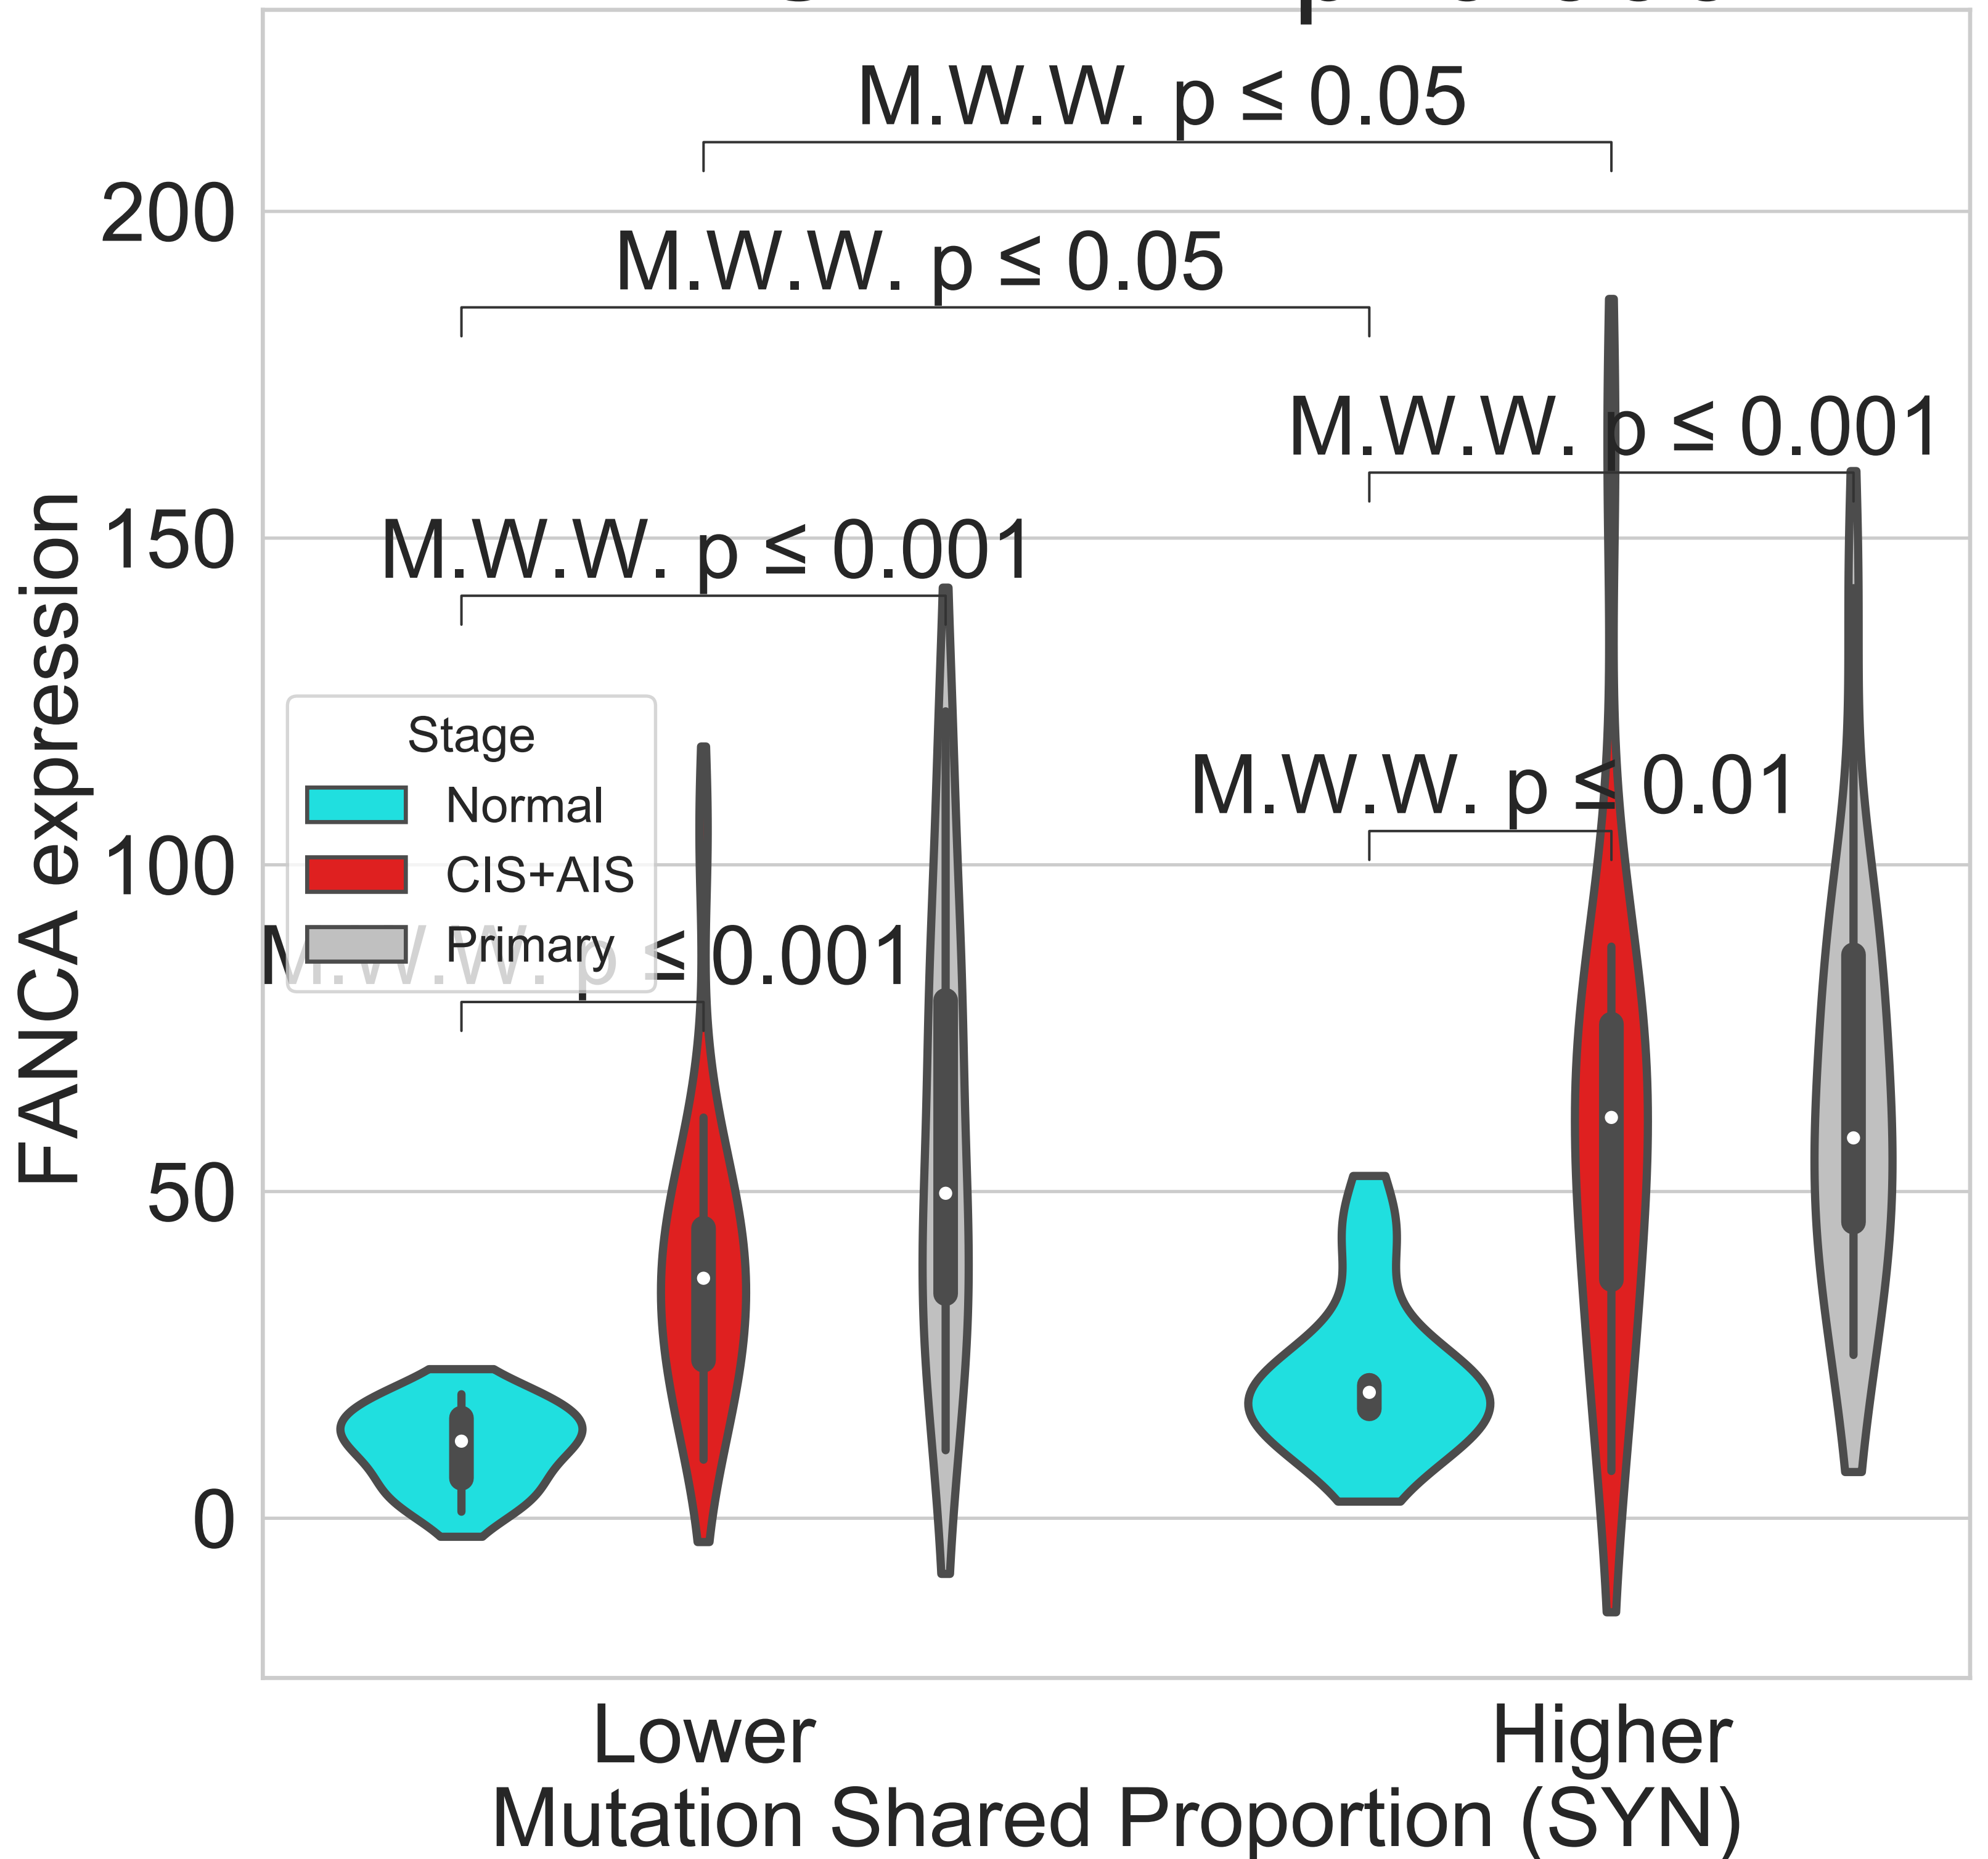 M.W.W. p ≤ 0.05
200
M.W.W. p ≤ 0.05
M.W.W. p ≤ 0.001
150
M.W.W. p ≤ 0.001
FANCA expression
Stage
Normal
M.W.W. p ≤ 0.01
100
CIS+AIS
Primary
M.W.W. p ≤ 0.001
50
0
Lower
Higher
Mutation Shared Proportion (SYN)